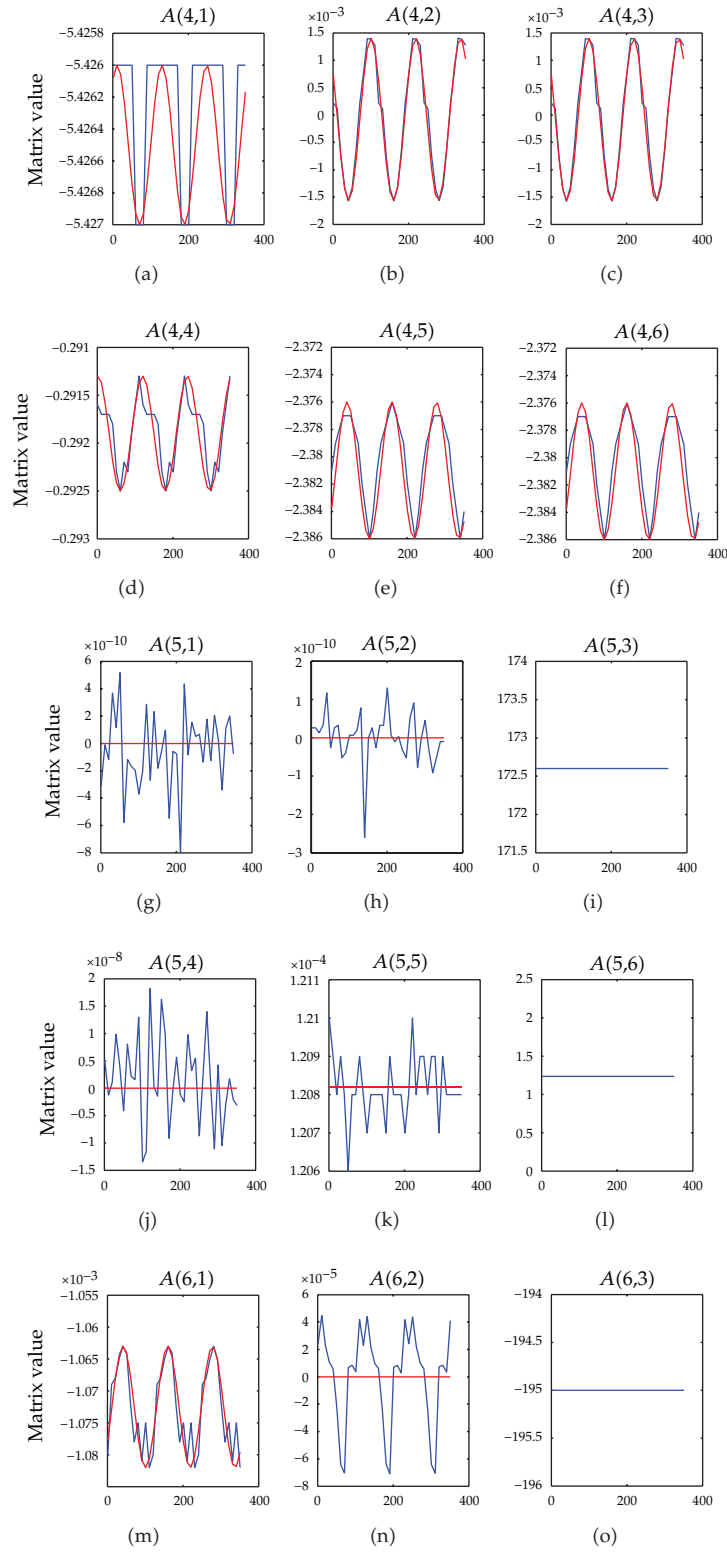 A(4,1)
A(4,2)
A(4,3)
×10−3
×10−3
Matrix value
−5.4258
−5.426
−5.4262
−5.4264
−5.4266
−5.4268
−5.427
0 200 400
1.5
1
0.5
0
−0.5
−1
−1.5
−2
0 200 400
1.5
1
0.5
0
−0.5
−1
−1.5
−2
0 200 400
(a)
(b)
(c)
A(4,4)
A(4,5)
A(4,6)
Matrix value
−0.291
−0.2915
−0.292
−0.2925
−0.293
0 200 400
−2.372
−2.374
−2.376
−2.378
−2.38
−2.382
−2.384
−2.386
0 200 400
−2.372
−2.374
−2.376
−2.378
−2.38
−2.382
−2.384
−2.386
0 200 400
(d)
(e)
(f)
A(5,1)
A(5,2)
A(5,3)
×10−10
×10−10
Matrix value
6
4
2
0
−2
−4
−6
−8
0 200 400
2
1
0
−1
−2
−3
0 200 400
174
173.5
173
172.5
172
171.5
0 200 400
(g)
(h)
(i)
A(5,4)
A(5,5)
A(5,6)
×10−8
×10−4
Matrix value
2
1.5
1
0.5
0
−0.5
−1
−1.5
0 200 400
1.211
1.21
1.209
1.208
1.207
1.206
0 200 400
2.5
2
1.5
1
0.5
0
0 200 400
(j)
(k)
(l)
A(6,1)
A(6,2)
A(6,3)
×10−3
×10−5
Matrix value
−1.055
−1.06
−1.065
−1.07
−1.075
−1.08
0 200 400
6
4
2
0
−2
−4
−6
−8
0 200 400
−194
−194.5
−195
−195.5
−196
0 200 400
(m)
(n)
(o)